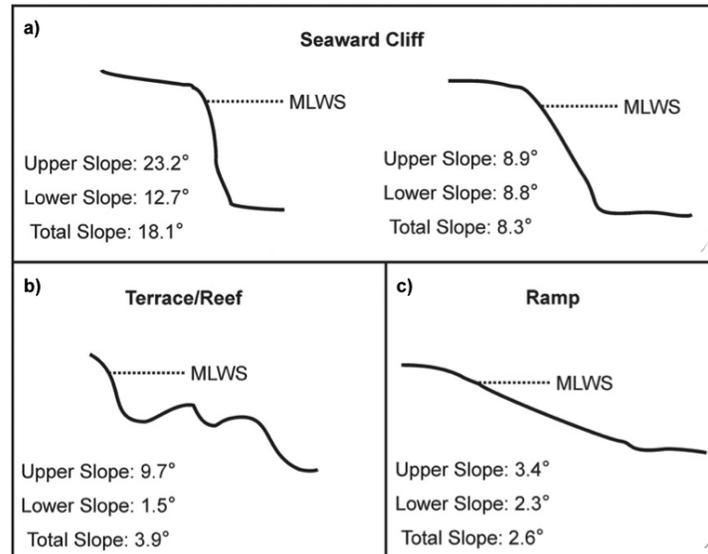 a)
Seaward Cliff
MLWS
Upper Slope: 23.2°
Lower Slope: 12.7°
Total Slope: 18.1°
MLWS
Upper Slope: 8.9°
Lower Slope: 8.8°
Total Slope: 8.3°
b)
Terrace/Reef
MLWS
Upper Slope: 9.7°
Lower Slope: 1.5°
Total Slope: 3.9°
c)
Ramp
MLWS
Upper Slope: 3.4°
Lower Slope: 2.3°
Total Slope: 2.6°